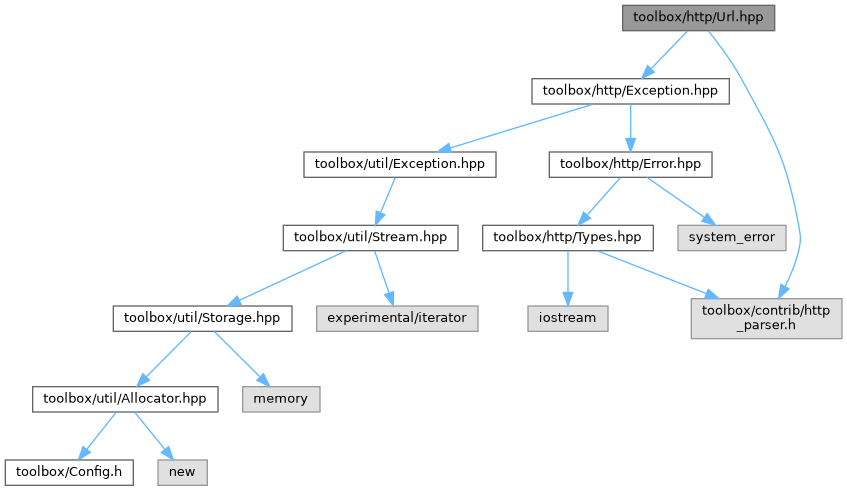 toolbox/http/Url.hpp
toolbox/http/Exception.hpp
toolbox/util/Exception.hpp
toolbox/http/Error.hpp
toolbox/util/Stream.hpp
toolbox/http/Types.hpp
system_error
toolbox/util/Storage.hpp
experimental/iterator
iostream
toolbox/contrib/http
_parser.h
toolbox/util/Allocator.hpp
memory
toolbox/Config.h
new